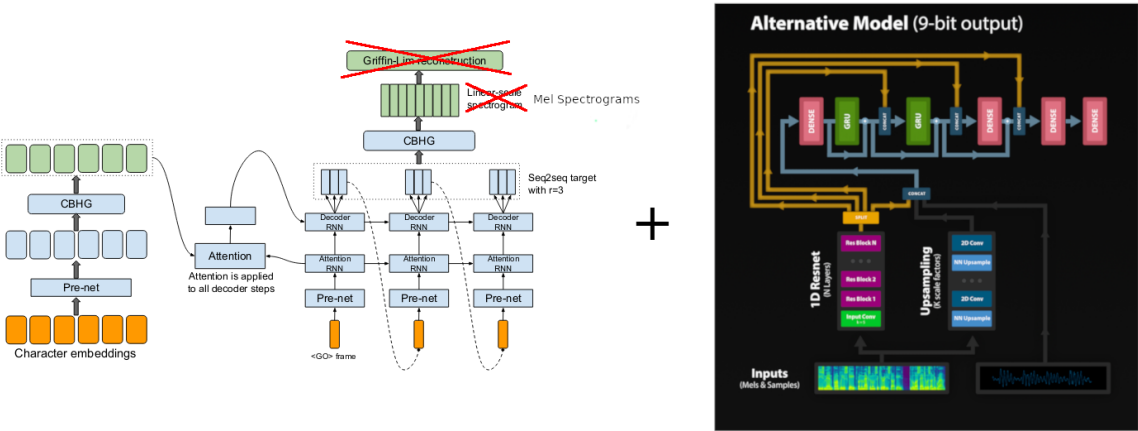 Griffin-Lim reconstruction
Linear-scale
spectrogram
Mel Spectrograms
CBHG
Seq2seq target
with r=3
CBHG
Decoder
RNN
Decoder
RNN
Decoder
RNN
Attention
Attention
RNN
Attention
RNN
Attention
RNN
Attention is applied
to all decoder steps
Pre-net
Pre-net
Pre-net
Pre-net
<GO> frame
Character embeddings
+
Alternative Model (9-bit output)
DENSE
GRU
CONCAT
GRU
CONCAT
DENSE
CONCAT
DENSE
DENSE
CONCAT
SPLIT
1D Resnet
(N Layers)
Res Block N
Res Block 2
Res Block 1
Input Conv
Upsampling
(K scale factors)
2D Conv
NN Upsample
2D Conv
NN Upsample
Inputs
(Mels & Samples)